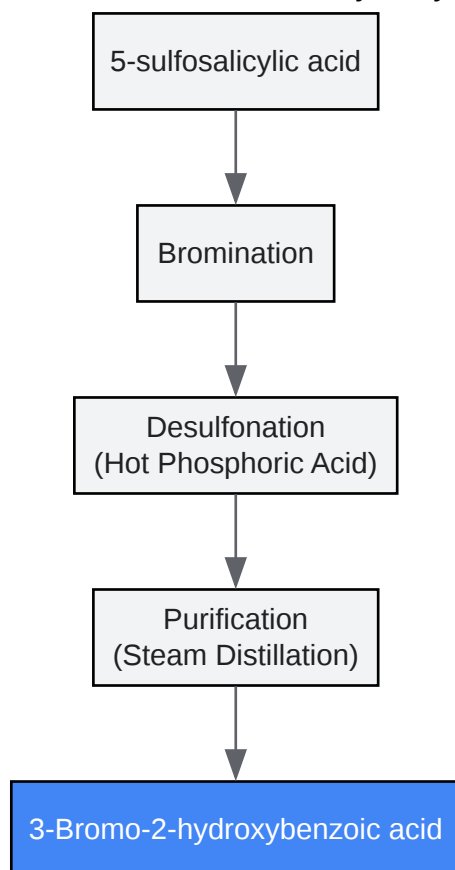 5-sulfosalicylic acid
Bromination
Desulfonation
(Hot Phosphoric Acid)
Purification
(Steam Distillation)
3-Bromo-2-hydroxybenzoic acid